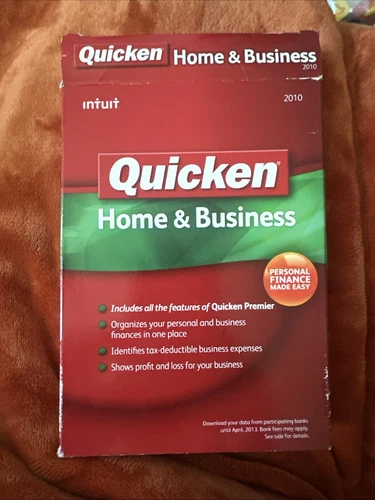 Quicken Home & Business
2010
intuit 2010
Quicken®
Home & Business
PERSONAL
FINANCE
MADE EASY
Includes all the features of Quicken Premier
Organizes your personal and business
finances in one place
Identifies tax-deductible business expenses
Shows profit and loss for your business
Download your data from participating banks
until April, 2013. Bank fees may apply.
See side for details.